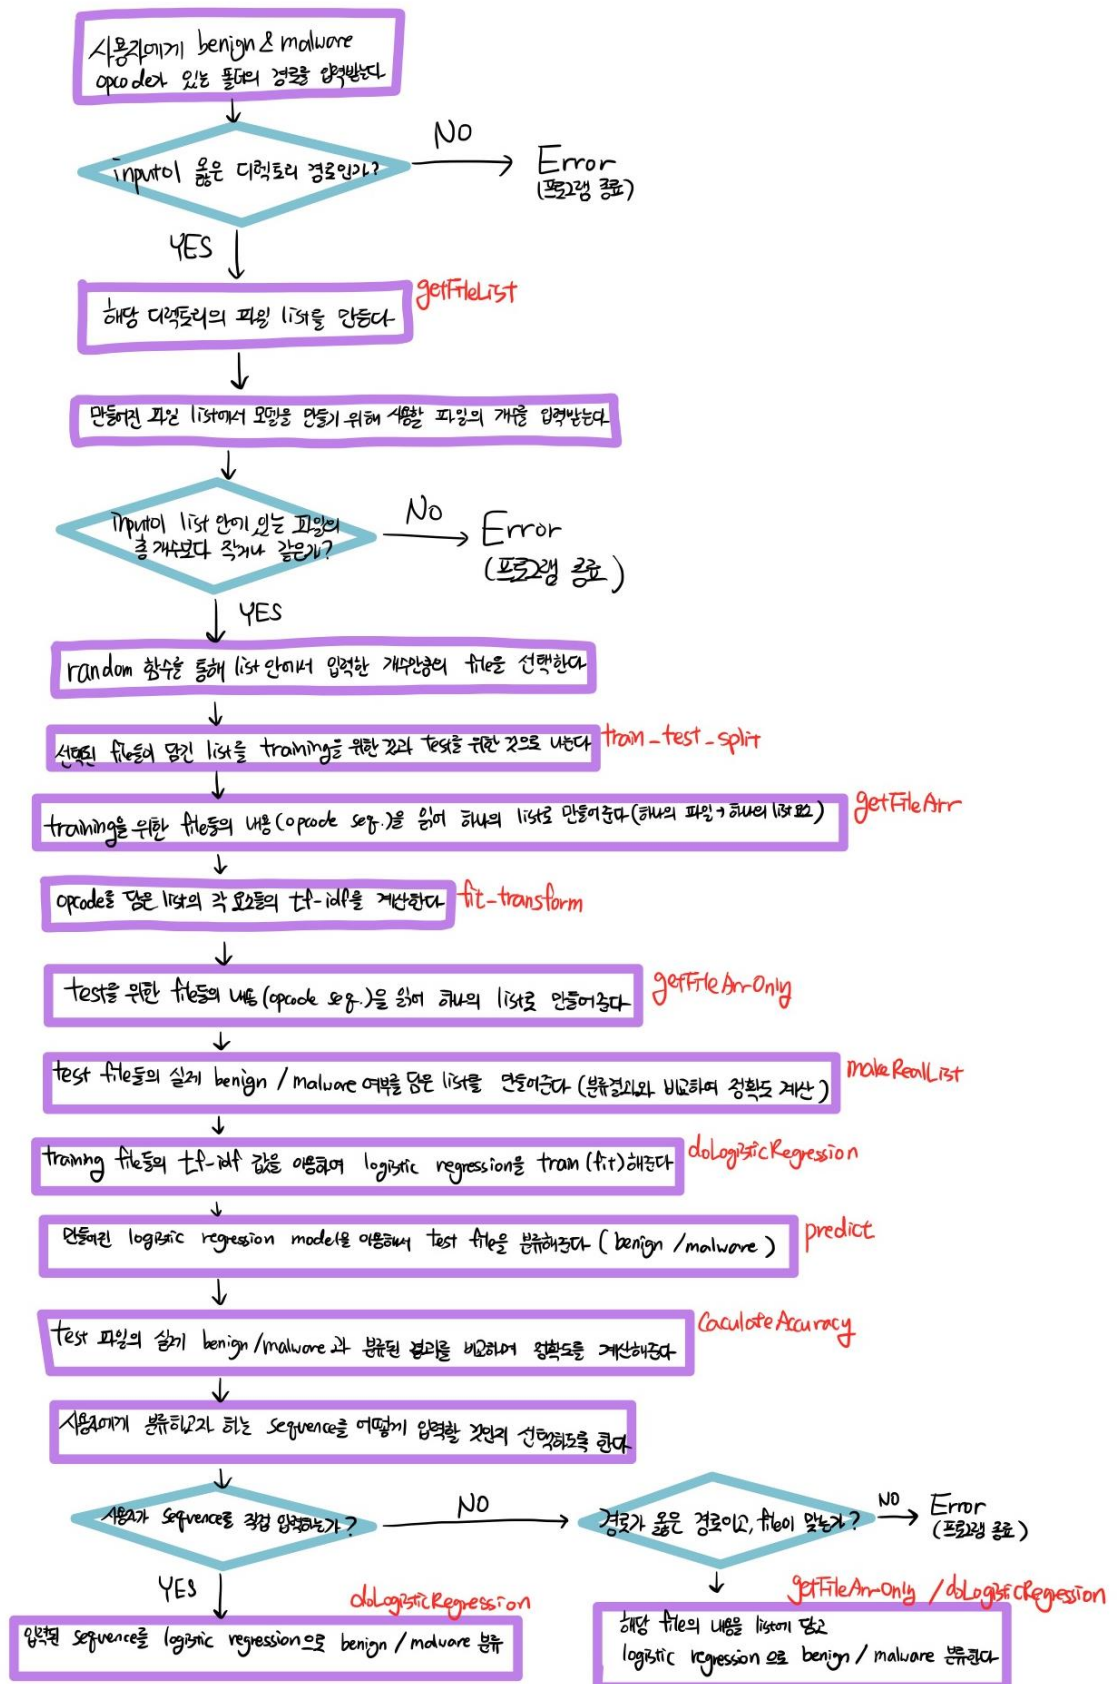 사용자에게 benign & malware
opcode가 있는 폴더의 경로를 입력받는다
input이 옳은 디렉토리 경로인가?
NO
Error
(프로그램 종료)
YES
해당 디렉토리의 파일 list를 만든다
getFileList
만들어진 파일 list에서 모델을 만들기 위해 사용할 파일의 개수를 입력받는다
input이 list 안에 있는 파일의
총 개수보다 작거나 같은가?
No
Error
(프로그램 종료)
YES
random 함수를 통해 list 안에서 입력한 개수만큼의 file을 선택한다
선택된 file들이 담긴 list를 training을 위한 것과 test를 위한 것으로 나눈다
train_test_split
training을 위한 file들의 내용(opcode seq.)을 읽어 하나의 list로 만들어준다(하나의 파일→하나의 list 요소)
getFileArr
opcode를 담은 list의 각 요소들의 tf-idf를 계산한다
fit_transform
test를 위한 file들의 내용(opcode seq.)을 읽어 하나의 list로 만들어준다
getFileArrOnly
test file들의 실제 benign / malware 여부를 담은 list를 만들어준다 (분류결과와 비교하여 정확도 계산)
makeRealList
training file들의 tf-idf 값을 이용하여 logistic regression을 train (fit)해준다
doLogisticRegression
만들어진 logistic regression model을 이용해서 test file을 분류해준다 (benign /malware)
predict
test 파일의 실제 benign/malware과 분류된 결과를 비교하여 정확도를 계산해준다
CaculateAccuracy
사용자에게 분류하고자 하는 sequence를 어떻게 입력할 것인지 선택하도록 한다
사용자가 sequence를 직접 입력하는가?
NO
경로가 옳은 경로이고, file이 맞는가?
NO
Error
(프로그램 종료)
YES
doLogisticRegression
getFileArrOnly /doLogisticRegression
입력된 sequence를 logistic regression으로 benign / malware 분류
해당 file의 내용을 list에 담고
logistic regression으로 benign / malware 분류한다